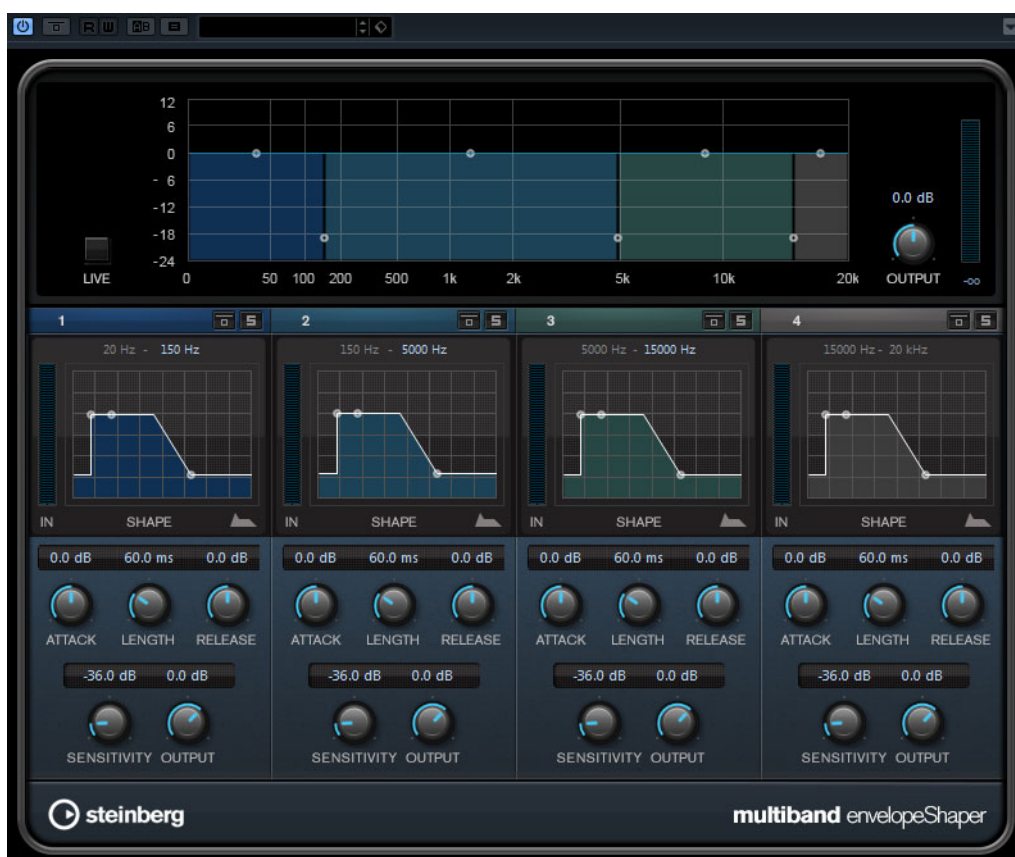 R W AB
12
6
0
- 6
-12
-18
-24
0 50 100 200 500 1k 2k 5k 10k 20k
LIVE
0.0 dB
OUTPUT
-oo
1 S 2 S 3 S 4 S
20 Hz - 150 Hz 150 Hz - 5000 Hz 5000 Hz - 15000 Hz 15000 Hz - 20 kHz
IN SHAPE IN SHAPE IN SHAPE IN SHAPE
0.0 dB 60.0 ms 0.0 dB 0.0 dB 60.0 ms 0.0 dB 0.0 dB 60.0 ms 0.0 dB 0.0 dB 60.0 ms 0.0 dB
ATTACK LENGTH RELEASE ATTACK LENGTH RELEASE ATTACK LENGTH RELEASE ATTACK LENGTH RELEASE
-36.0 dB 0.0 dB -36.0 dB 0.0 dB -36.0 dB 0.0 dB -36.0 dB 0.0 dB
SENSITIVITY OUTPUT SENSITIVITY OUTPUT SENSITIVITY OUTPUT SENSITIVITY OUTPUT
steinberg multiband envelopeShaper